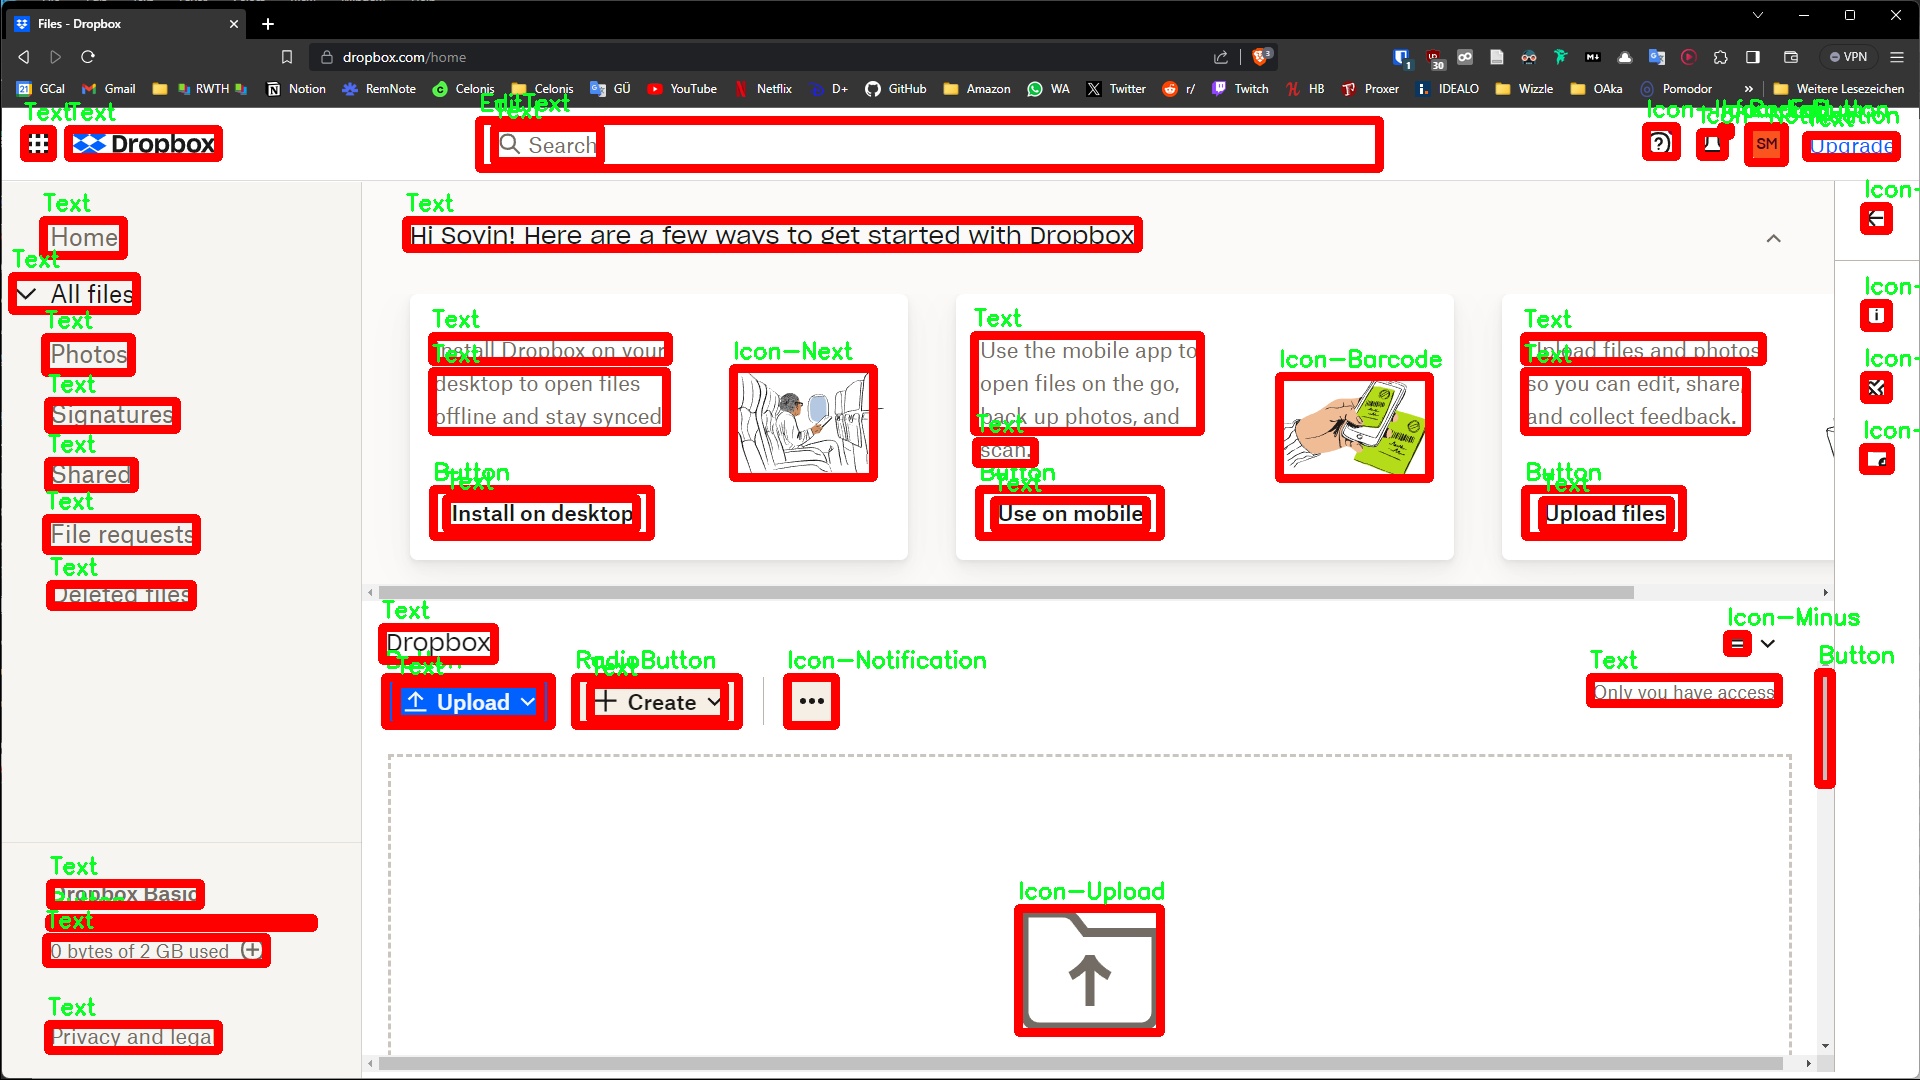 Files - Dropbox
dropbox.com/home
VPN
GCal Gmail RWTH Notion RemNote Celonis Celonis GÜ YouTube Netflix D+ GitHub Amazon WA Twitter r/ Twitch HB Proxer IDEALO Wizzle OAka Pomodor » Weitere Lesezeichen
Text Text EditText
Text
Dropbox
Search
SM
Upgrade
Text
Home
Text
All files
Text
Photos
Text
Signatures
Text
Shared
Text
File requests
Text
Deleted files
Text
Dropbox Basic
Text
0 bytes of 2 GB used
Text
Privacy and legal
Text
Hi Sovin! Here are a few ways to get started with Dropbox
Text
Install Dropbox on your
Text
desktop to open files
offline and stay synced
Icon-Next
Button
Text
Install on desktop
Text
Use the mobile app to
open files on the go,
back up photos, and
Text
scan.
Icon-Barcode
Button
Text
Use on mobile
Text
Upload files and photos
Text
so you can edit, share,
and collect feedback.
Button
Text
Upload files
Icon-
Icon-
Icon-
Icon-
Text
Dropbox
Text
Upload
RadioButton
Text
Create
Icon-Notification
Icon-Minus
Text
Only you have access
Button
Icon-Upload